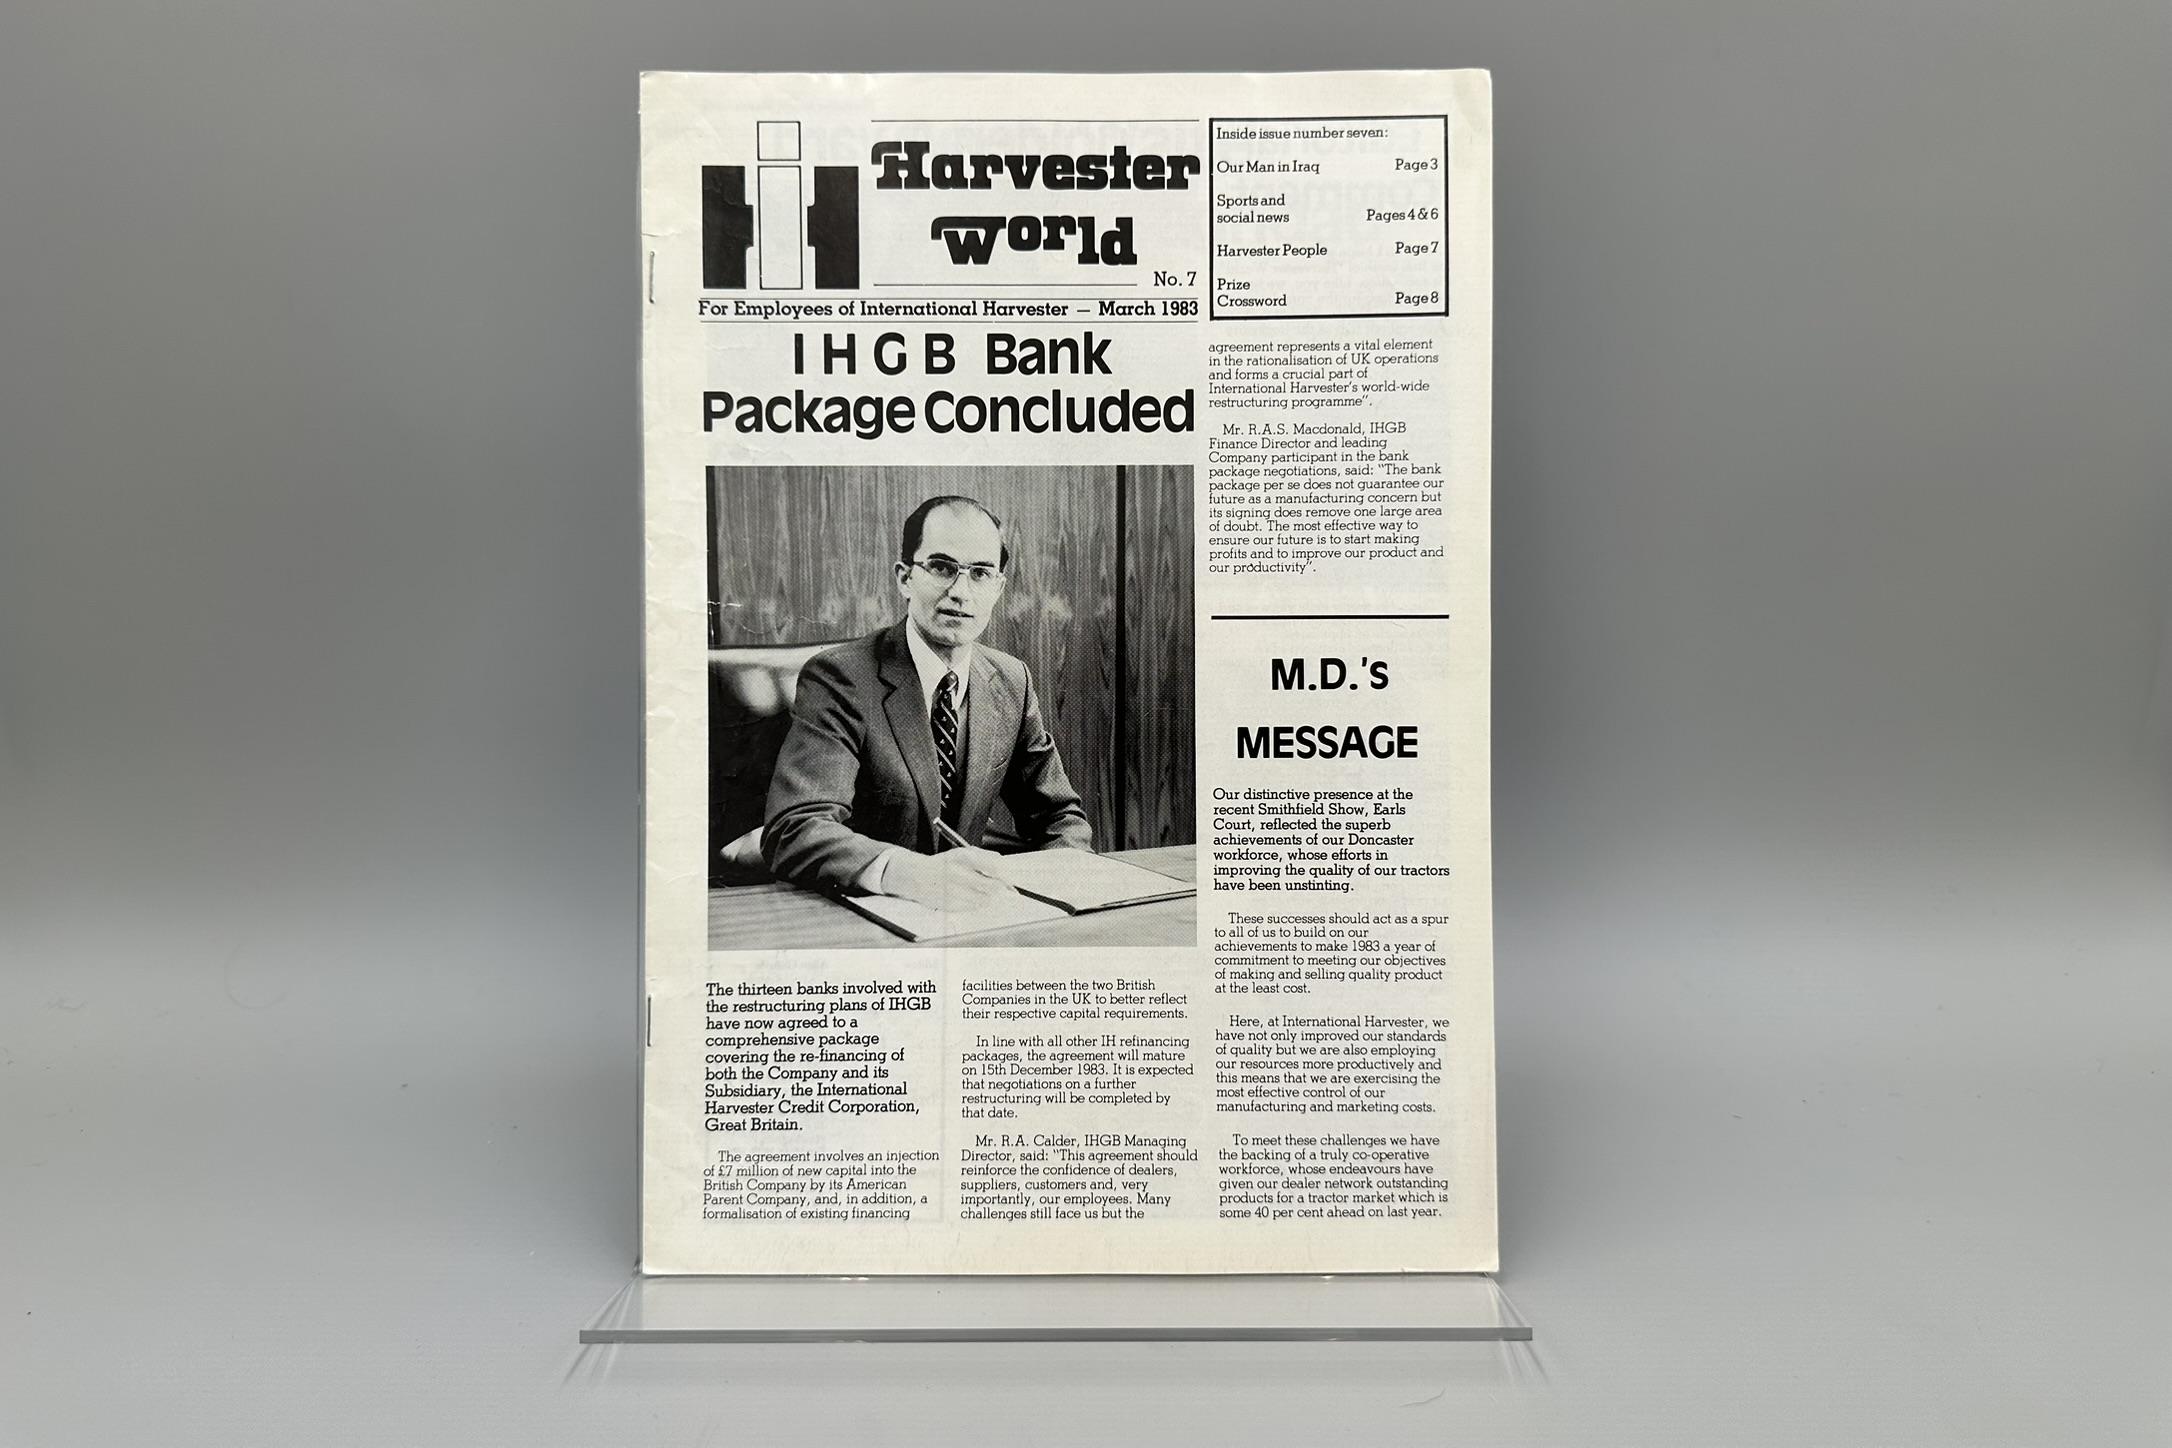 Harvester
World
No. 7
For Employees of International Harvester — March 1983
Inside issue number seven:
Our Man in Iraq Page 3
Sports and
social news Pages 4 & 6
Harvester People Page 7
Prize
Crossword Page 8
I H G B Bank
Package Concluded
The thirteen banks involved with
the restructuring plans of IHGB
have now agreed to a
comprehensive package
covering the re-financing of
both the Company and its
Subsidiary, the International
Harvester Credit Corporation,
Great Britain.
The agreement involves an injection
of £7 million of new capital into the
British Company by its American
Parent Company, and, in addition, a
formalisation of existing financing
facilities between the two British
Companies in the UK to better reflect
their respective capital requirements.
In line with all other IH refinancing
packages, the agreement will mature
on 15th December 1983. It is expected
that negotiations on a further
restructuring will be completed by
that date.
Mr. R.A. Calder, IHGB Managing
Director, said: "This agreement should
reinforce the confidence of dealers,
suppliers, customers and, very
importantly, our employees. Many
challenges still face us but the
agreement represents a vital element
in the rationalisation of UK operations
and forms a crucial part of
International Harvester's world-wide
restructuring programme".
Mr. R.A.S. Macdonald, IHGB
Finance Director and leading
Company participant in the bank
package negotiations, said: "The bank
package per se does not guarantee our
future as a manufacturing concern but
its signing does remove one large area
of doubt. The most effective way to
ensure our future is to start making
profits and to improve our product and
our productivity".
M.D.'s
MESSAGE
Our distinctive presence at the
recent Smithfield Show, Earls
Court, reflected the superb
achievements of our Doncaster
workforce, whose efforts in
improving the quality of our tractors
have been unstinting.
These successes should act as a spur
to all of us to build on our
achievements to make 1983 a year of
commitment to meeting our objectives
of making and selling quality product
at the least cost.
Here, at International Harvester, we
have not only improved our standards
of quality but we are also employing
our resources more productively and
this means that we are exercising the
most effective control of our
manufacturing and marketing costs.
To meet these challenges we have
the backing of a truly co-operative
workforce, whose endeavours have
given our dealer network outstanding
products for a tractor market which is
some 40 per cent ahead on last year.